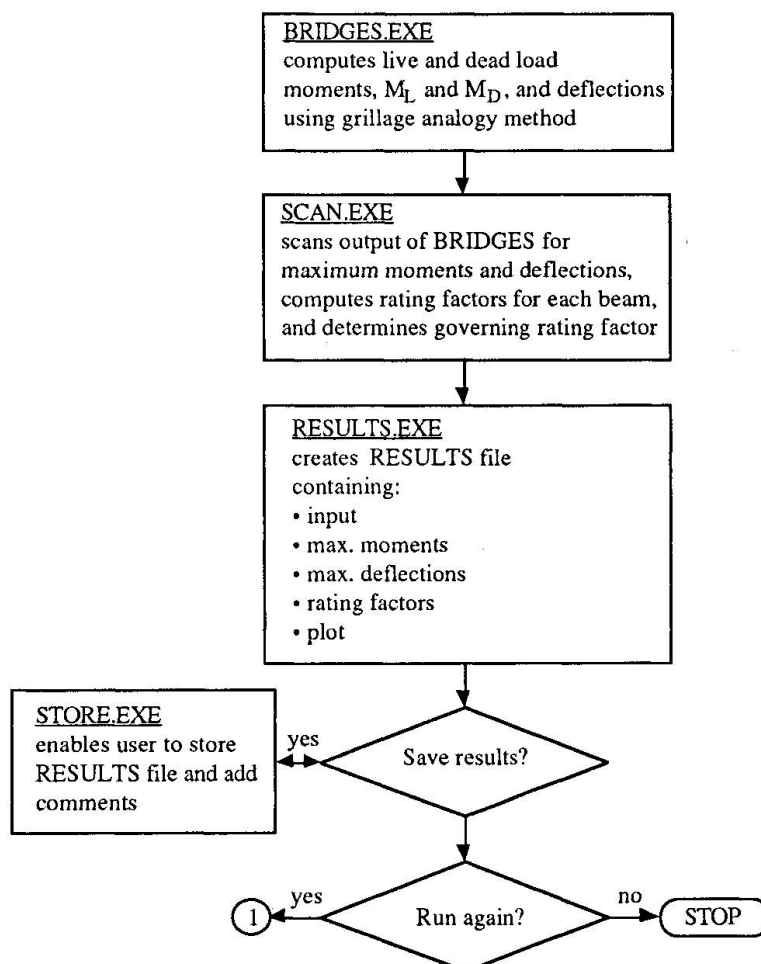 BRIDGES.EXE
computes live and dead load
moments, M_L and M_D, and deflections
using grillage analogy method
SCAN.EXE
scans output of BRIDGES for
maximum moments and deflections,
computes rating factors for each beam,
and determines governing rating factor
RESULTS.EXE
creates RESULTS file
containing:
• input
• max. moments
• max. deflections
• rating factors
• plot
STORE.EXE
enables user to store
RESULTS file and add
comments
yes
Save results?
1
yes
Run again?
no
STOP